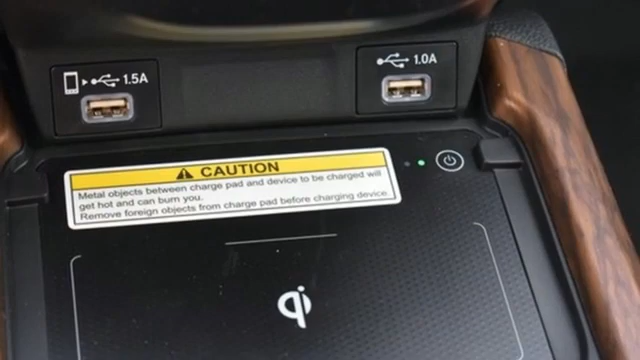 1.5A
1.0A
CAUTION
Metal objects between charge pad and device to be charged will
get hot and can burn you.
Remove foreign objects from charge pad before charging device.
qi